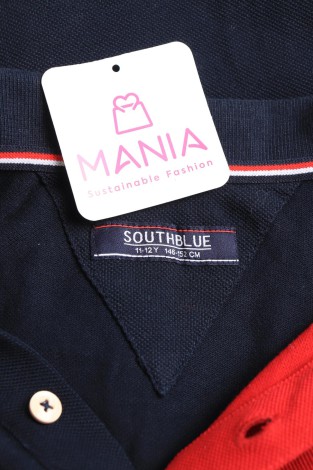 MANIA
Sustainable Fashion
SOUTHBLUE
11-12 Y 146-152 CM